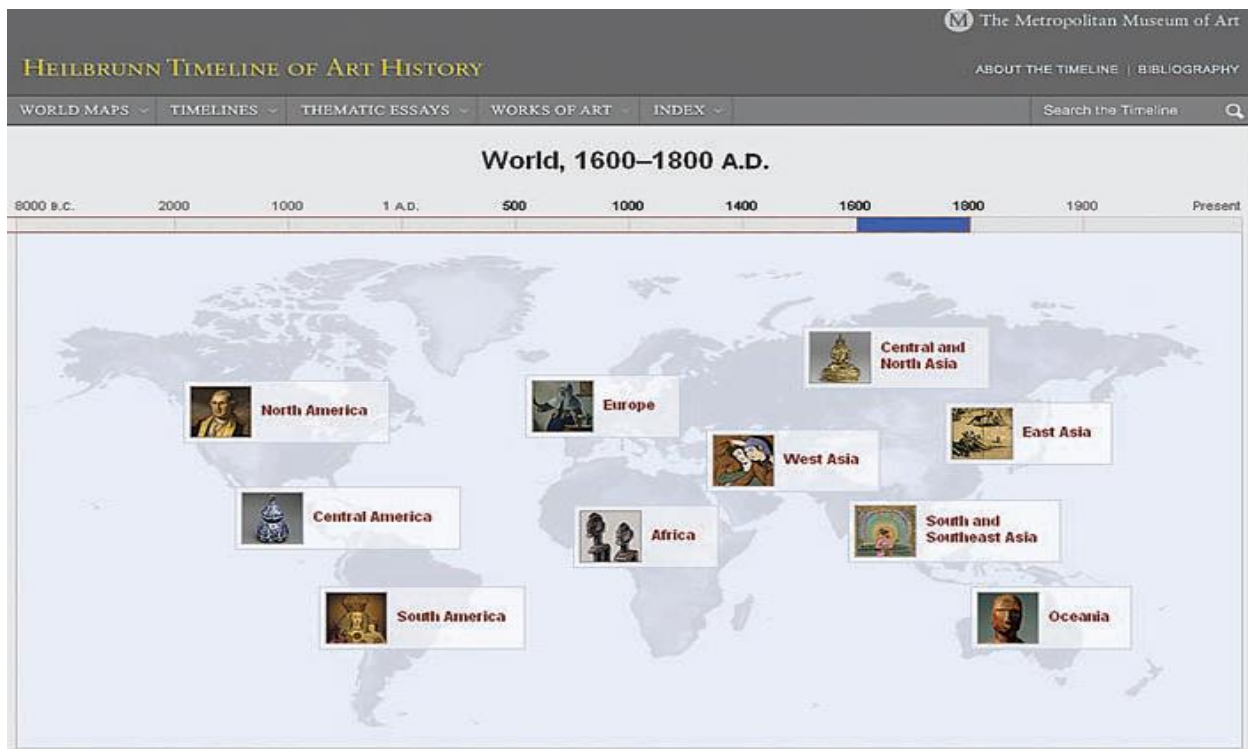 M The Metropolitan Museum of Art
HEILBRUNN TIMELINE OF ART HISTORY
ABOUT THE TIMELINE | BIBLIOGRAPHY
WORLD MAPS TIMELINES THEMATIC ESSAYS WORKS OF ART INDEX Search the Timeline
World, 1600–1800 A.D.
8000 B.C. 2000 1000 1 A.D. 500 1000 1400 1600 1800 1900 Present
Central and
North Asia
North America
Europe
East Asia
West Asia
Central America
Africa
South and
Southeast Asia
South America
Oceania